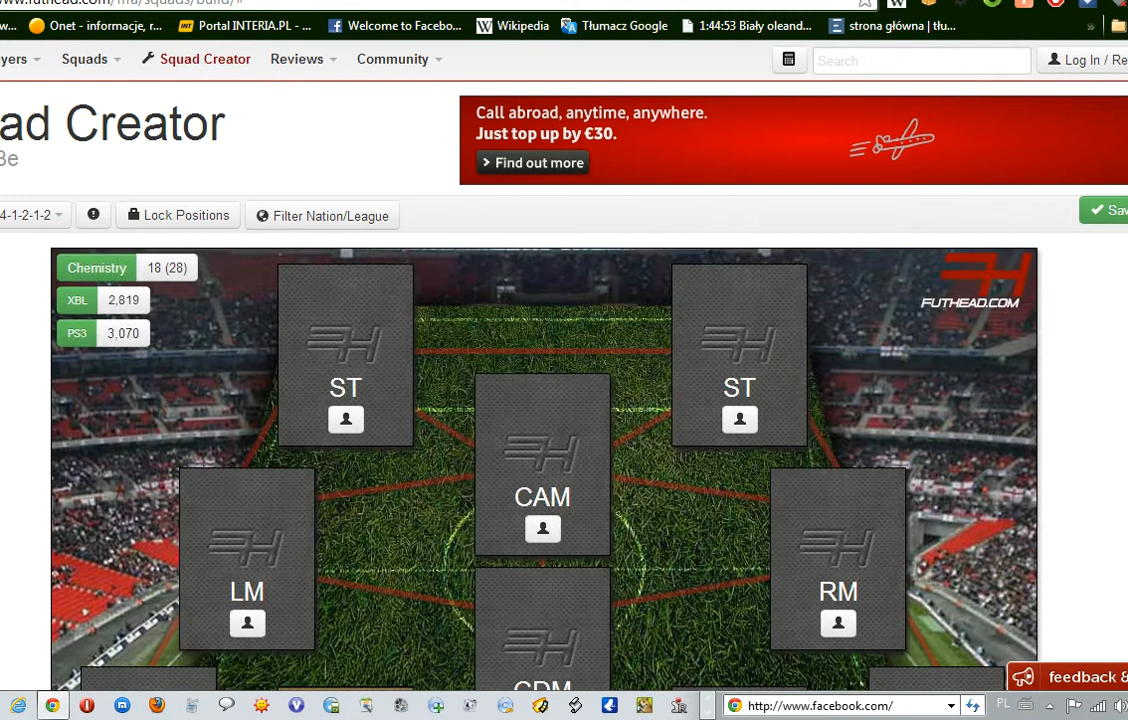 Onet - informacje, r...
Portal INTERIA.PL - ...
Welcome to Facebo...
Wikipedia
Tłumacz Google
1:44:53 Biały oleand...
strona główna | tłu...
»
yers
Squads
Squad Creator
Reviews
Community
Search
Log In / Re
ad Creator
Be
Call abroad, anytime, anywhere.
Just top up by €30.
> Find out more
4-1-2-1-2
Lock Positions
Filter Nation/League
Sav
Chemistry 18 (28)
XBL 2,819
PS3 3,070
FUTHEAD.COM
ST
ST
CAM
LM
RM
CDM
feedback &
http://www.facebook.com/
PL